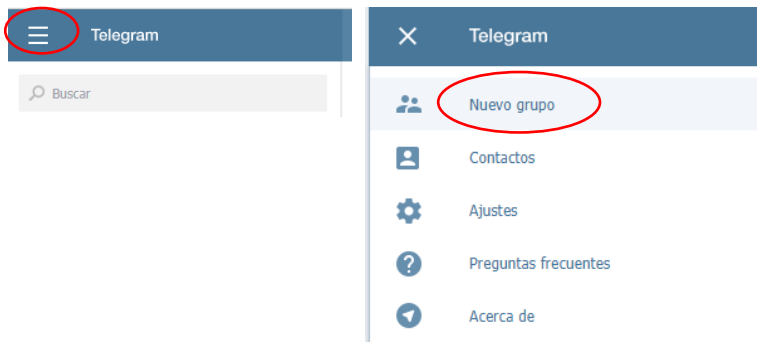 Telegram
Buscar
Telegram
Nuevo grupo
Contactos
Ajustes
Preguntas frecuentes
Acerca de